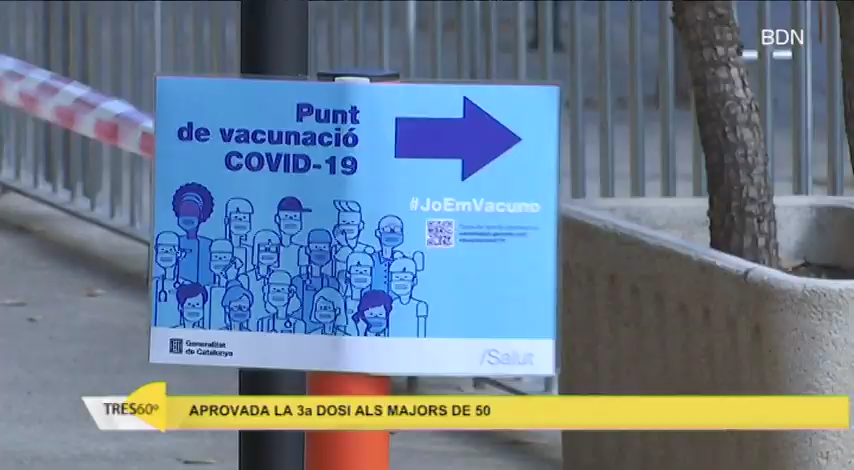 BDN
Punt
de vacunació
COVID-19
#JoEmVacuno
Generalitat
de Catalunya
/Salut
TRES60º
APROVADA LA 3a DOSI ALS MAJORS DE 50